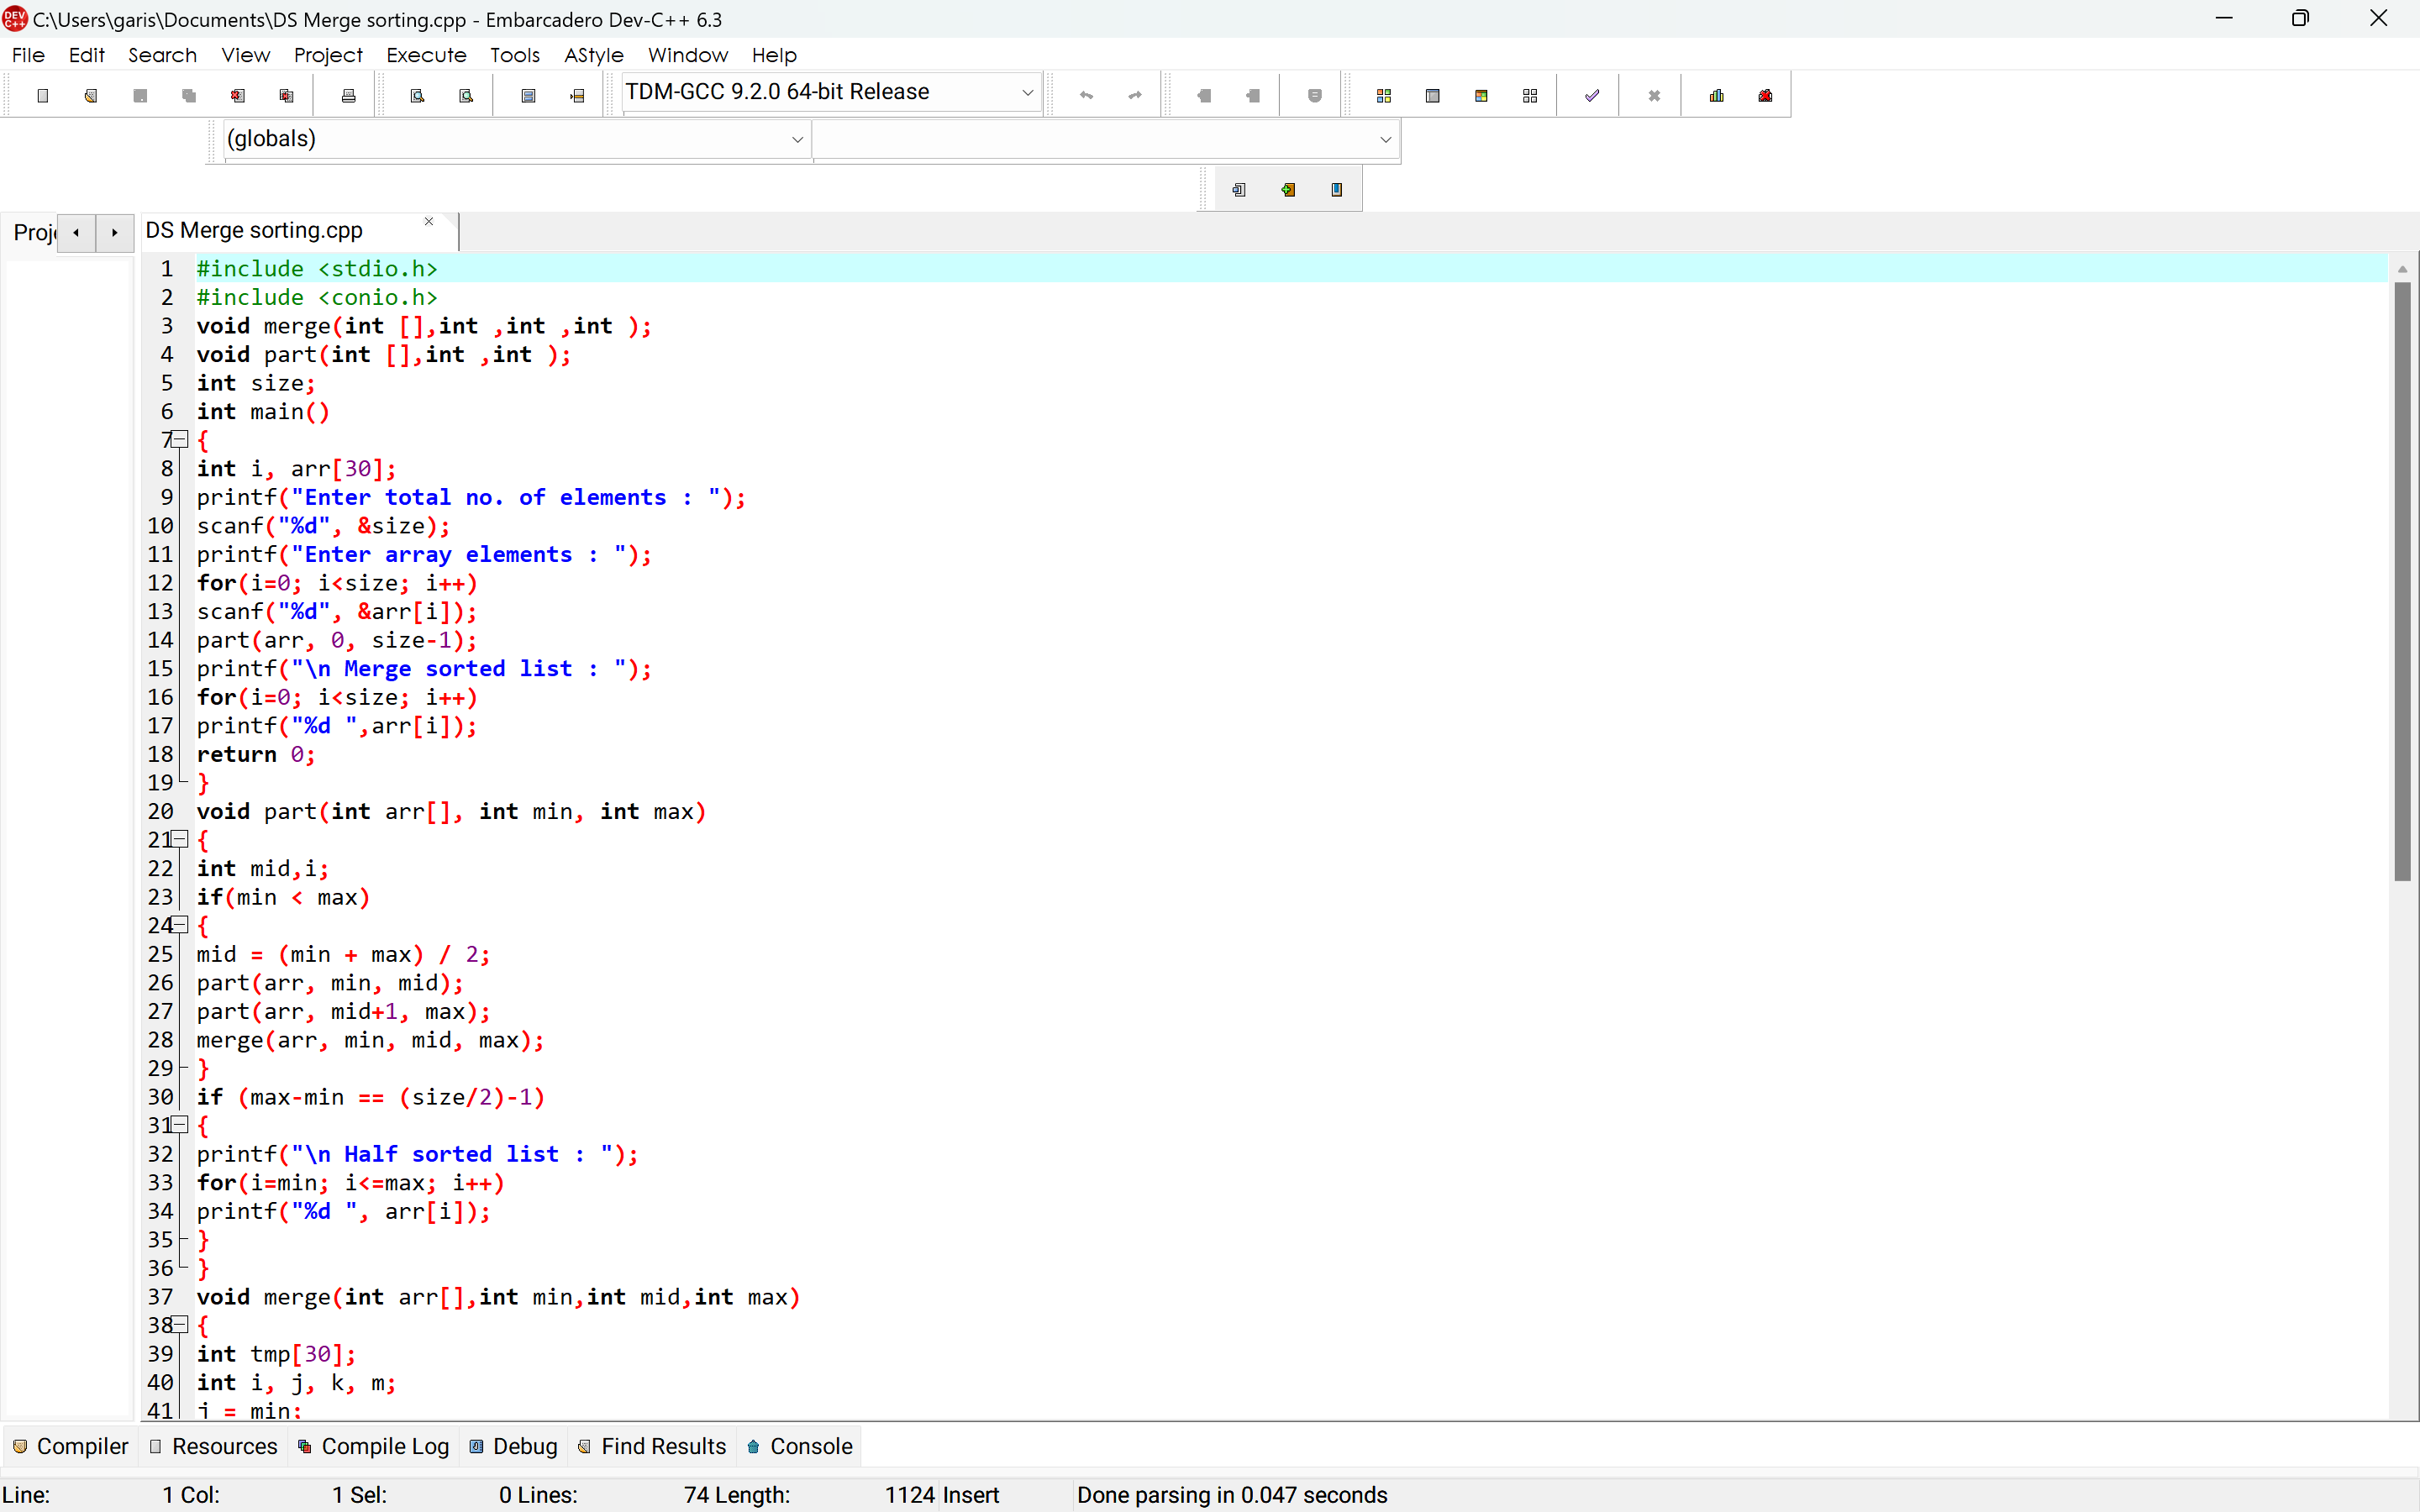 C:\Users\garis\Documents\DS Merge sorting.cpp - Embarcadero Dev-C++ 6.3
File Edit Search View Project Execute Tools AStyle Window Help
TDM-GCC 9.2.0 64-bit Release
(globals)
Proje
DS Merge sorting.cpp
1 #include <stdio.h>
2 #include <conio.h>
3 void merge(int [],int ,int ,int );
4 void part(int [],int ,int );
5 int size;
6 int main()
7 {
8 int i, arr[30];
9 printf("Enter total no. of elements : ");
10 scanf("%d", &size);
11 printf("Enter array elements : ");
12 for(i=0; i<size; i++)
13 scanf("%d", &arr[i]);
14 part(arr, 0, size-1);
15 printf("\n Merge sorted list : ");
16 for(i=0; i<size; i++)
17 printf("%d ",arr[i]);
18 return 0;
19 }
20 void part(int arr[], int min, int max)
21 {
22 int mid,i;
23 if(min < max)
24 {
25 mid = (min + max) / 2;
26 part(arr, min, mid);
27 part(arr, mid+1, max);
28 merge(arr, min, mid, max);
29 }
30 if (max-min == (size/2)-1)
31 {
32 printf("\n Half sorted list : ");
33 for(i=min; i<=max; i++)
34 printf("%d ", arr[i]);
35 }
36 }
37 void merge(int arr[],int min,int mid,int max)
38 {
39 int tmp[30];
40 int i, j, k, m;
41 j = min;
Compiler Resources Compile Log Debug Find Results Console
Line: 1 Col: 1 Sel: 0 Lines: 74 Length: 1124 Insert Done parsing in 0.047 seconds